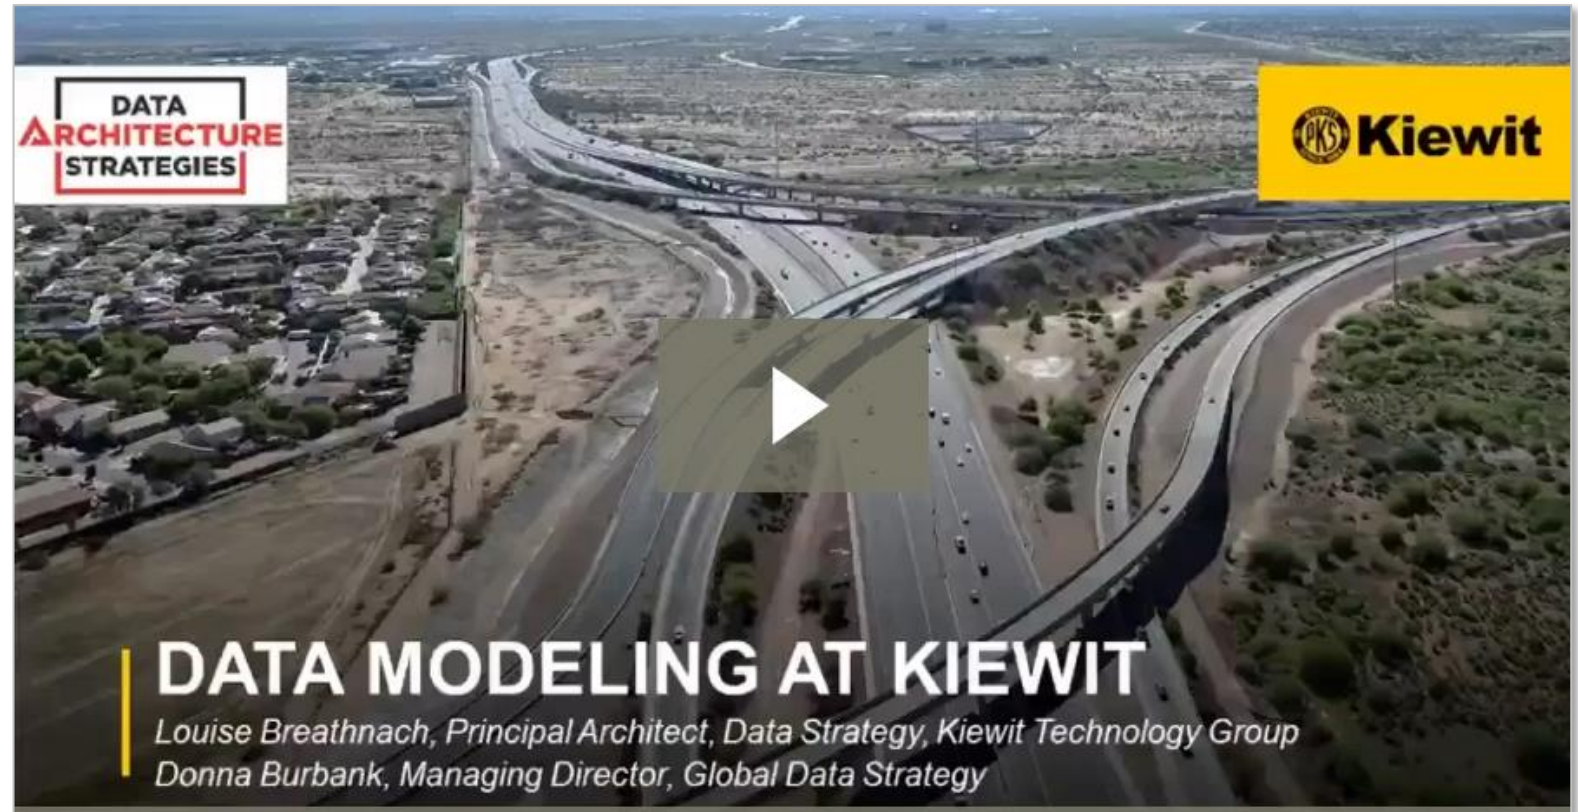 DATA
ARCHITECTURE
STRATEGIES
PKS
Kiewit
DATA MODELING AT KIEWIT
Louise Breathnach, Principal Architect, Data Strategy, Kiewit Technology Group
Donna Burbank, Managing Director, Global Data Strategy